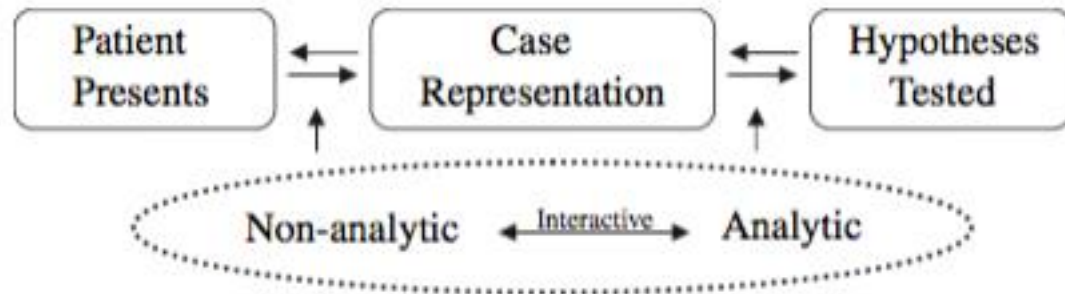 Patient
Presents
Case
Representation
Hypotheses
Tested
Non-analytic
Interactive
Analytic